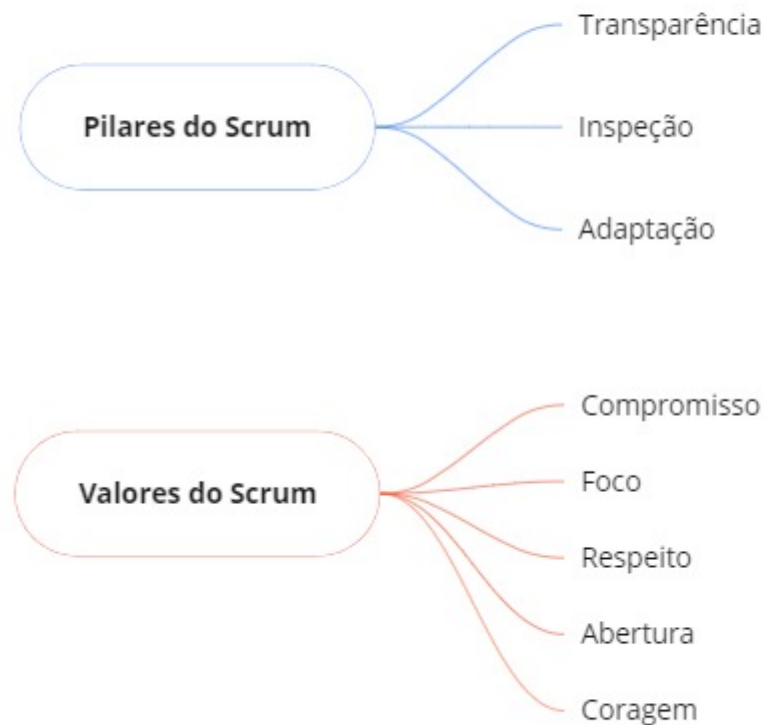 Pilares do Scrum
Transparência
Inspeção
Adaptação
Valores do Scrum
Compromisso
Foco
Respeito
Abertura
Coragem